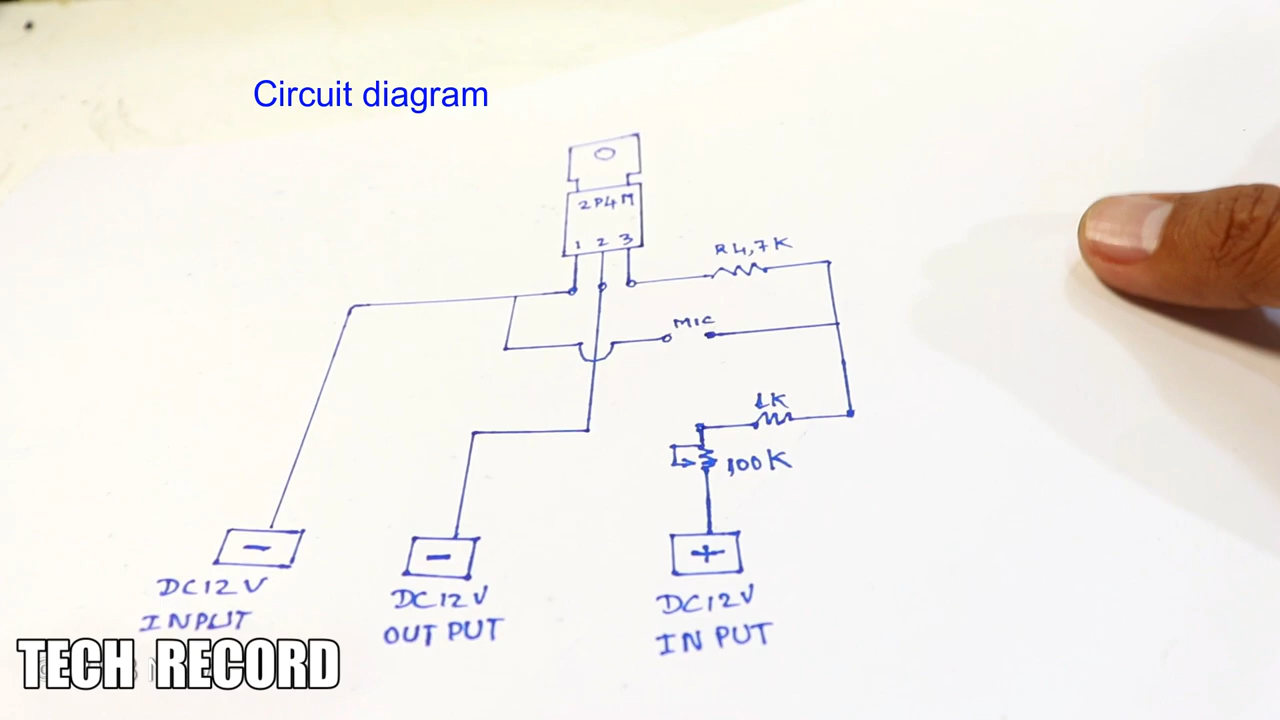 Circuit diagram
2P4M
1 2 3
R4,7K
MIC
1K
100K
−
−
+
DC12V
INPUT
DC12V
OUT PUT
DC12V
IN PUT
TECH RECORD